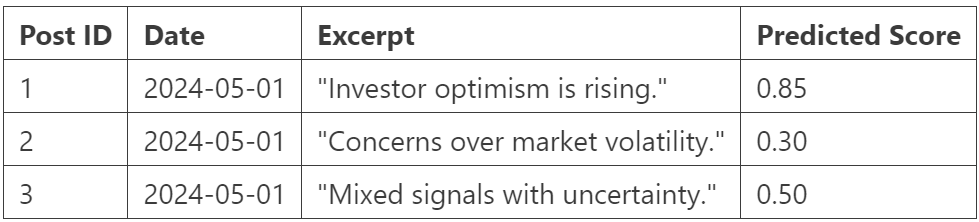 Post ID Date Excerpt Predicted Score
1 2024-05-01 "Investor optimism is rising." 0.85
2 2024-05-01 "Concerns over market volatility." 0.30
3 2024-05-01 "Mixed signals with uncertainty." 0.50